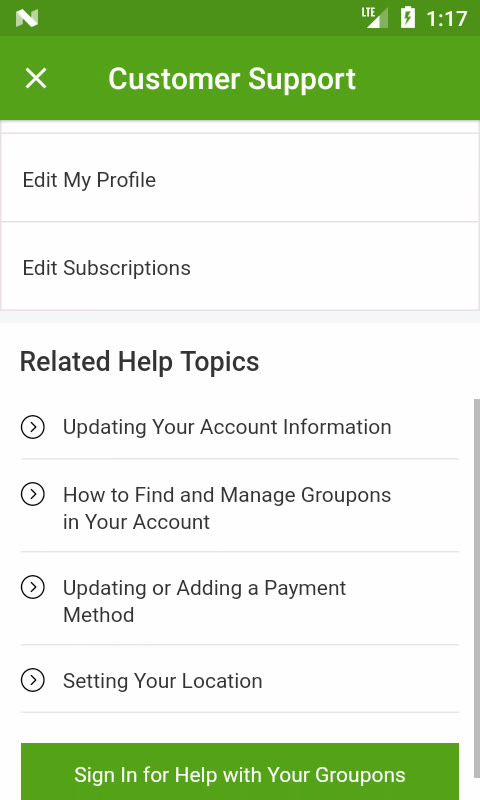 LTE 1:17
Customer Support
Edit My Profile
Edit Subscriptions
Related Help Topics
Updating Your Account Information
How to Find and Manage Groupons
in Your Account
Updating or Adding a Payment
Method
Setting Your Location
Sign In for Help with Your Groupons